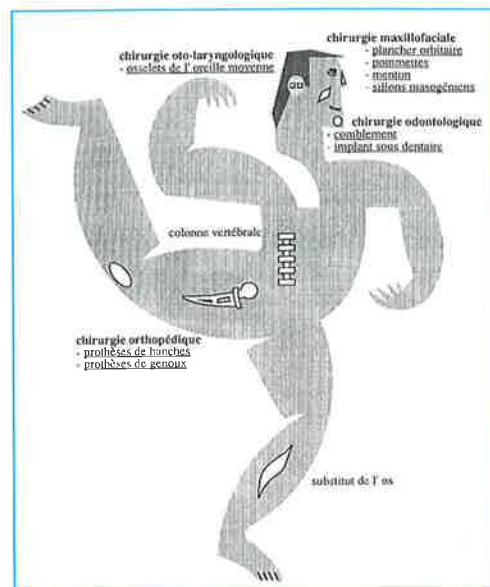 chirurgie oto-laryngologique
- osselets de l' oreille moyenne
chirurgie maxillofaciale
- plancher orbitaire
- pommettes
- menton
- sillons masogéniens
chirurgie odontologique
- comblement
- implant sous dentaire
colonne vertébrale
chirurgie orthopédique
- prothèses de hanches
- prothèses de genoux
substitut de l' os